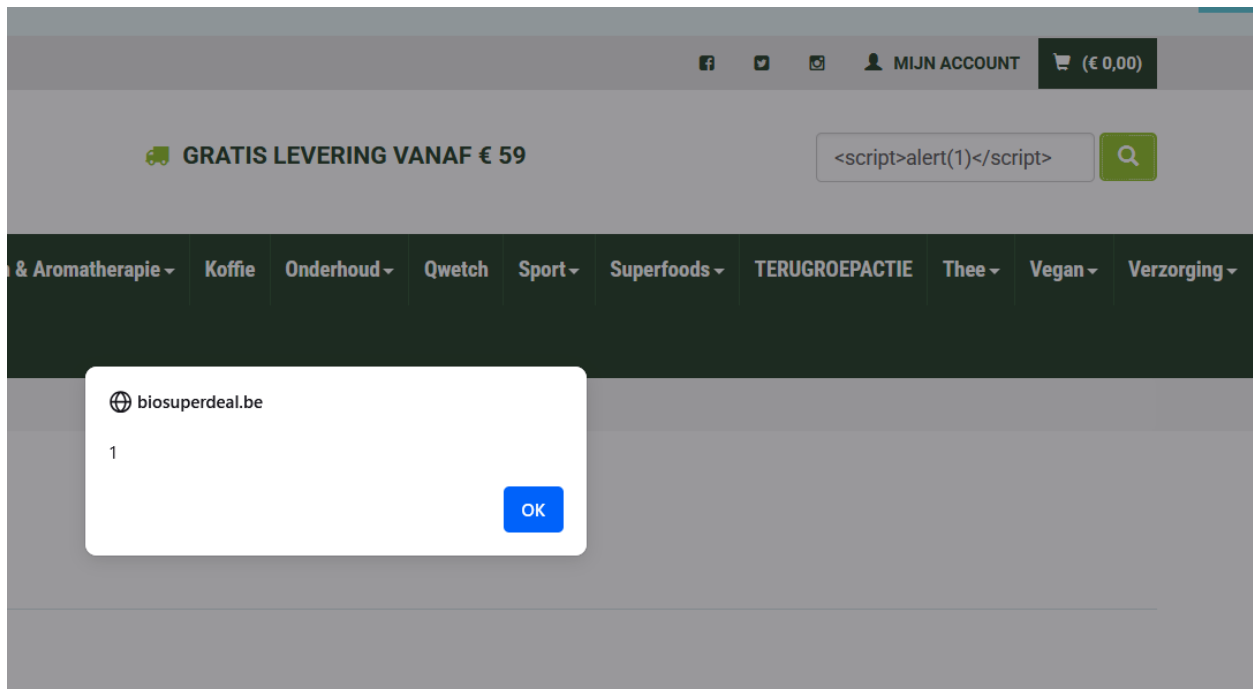 MIJN ACCOUNT
(€ 0,00)
GRATIS LEVERING VANAF € 59
<script>alert(1)</script>
& Aromatherapie Koffie Onderhoud Qwetch Sport Superfoods TERUGROEPACTIE Thee Vegan Verzorging
biosuperdeal.be
1
OK